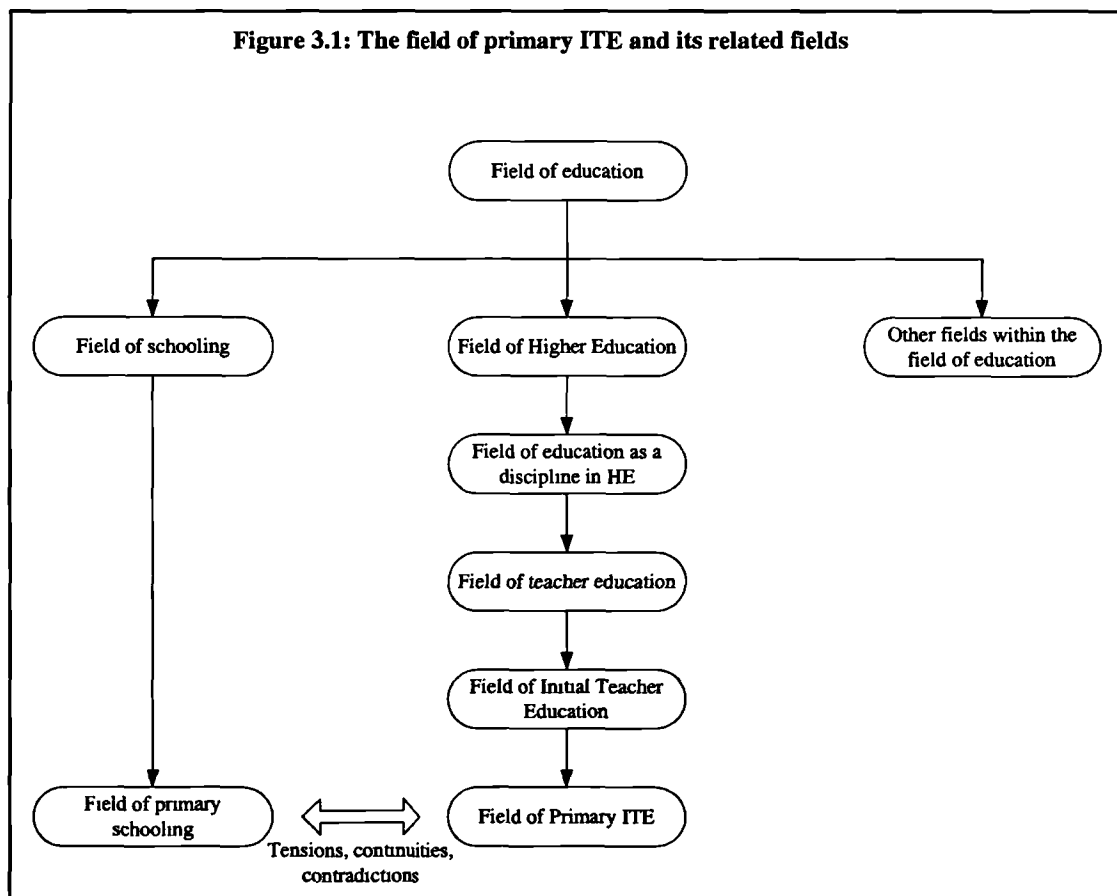 Figure 3.1: The field of primary ITE and its related fields
Field of education
Field of schooling
Field of Higher Education
Other fields within the
field of education
Field of education as a
discipline in HE
Field of teacher education
Field of Initial Teacher
Education
Field of primary
schooling
Field of Primary ITE
Tensions, continuities,
contradictions